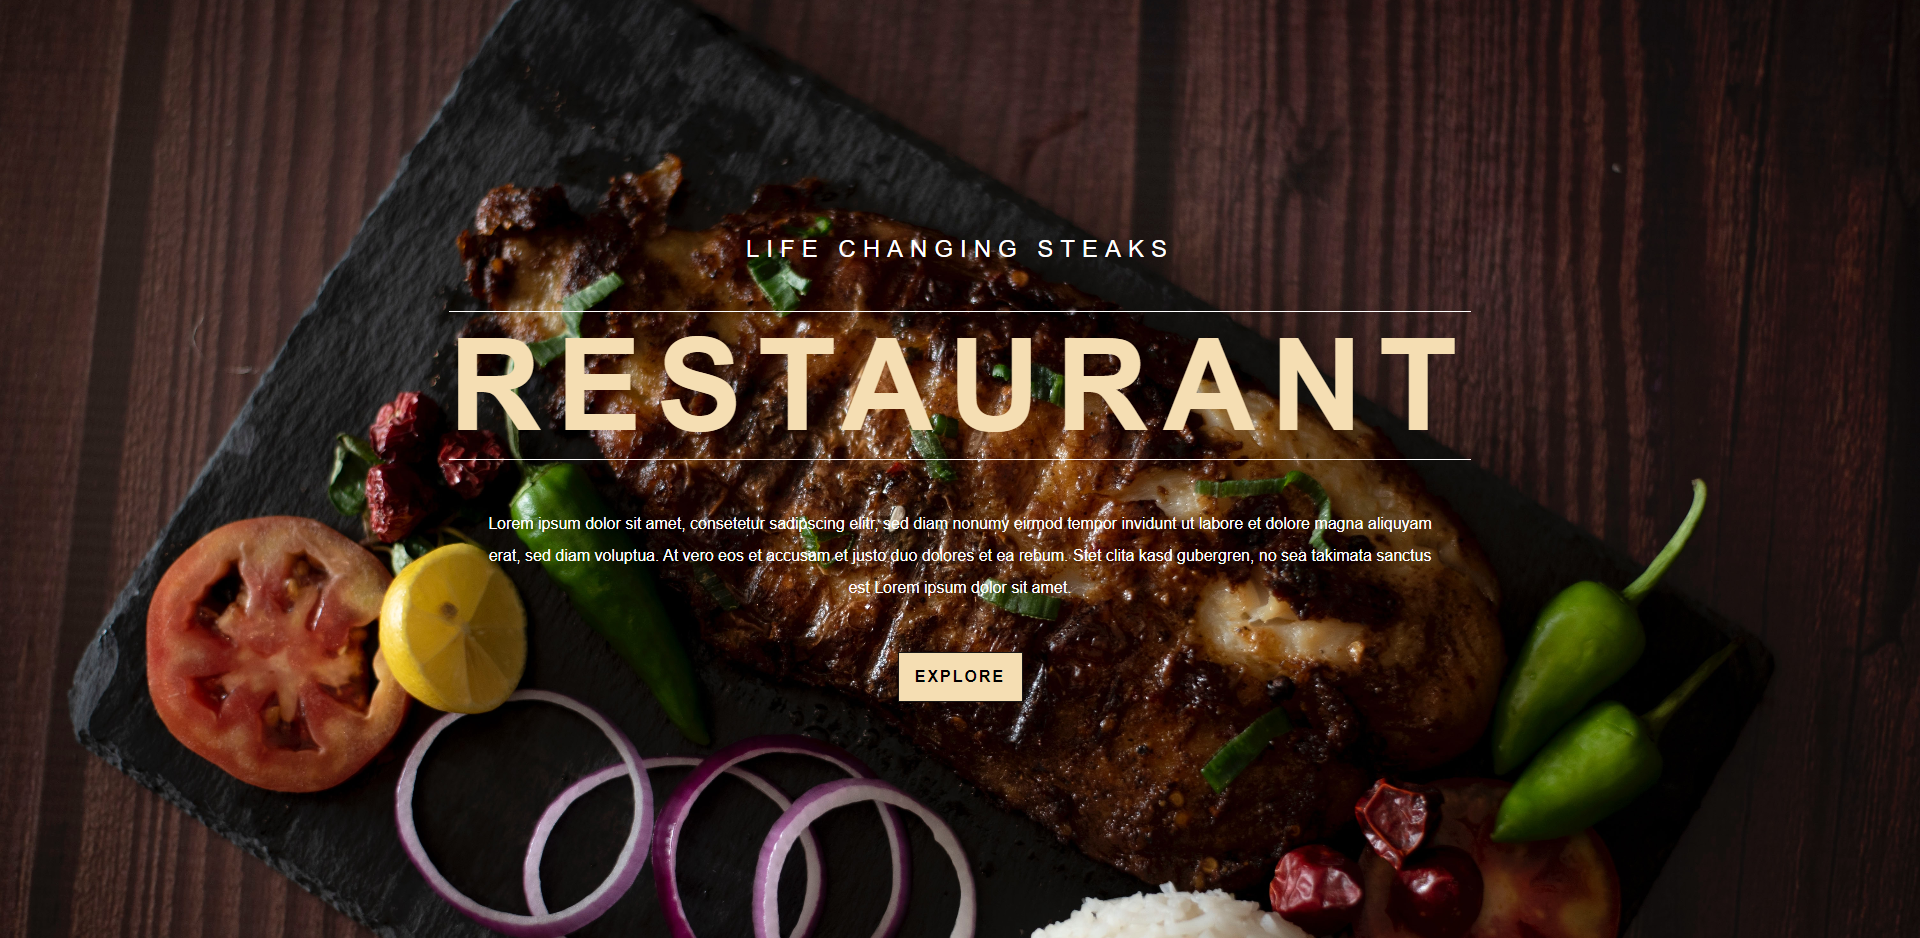 LIFE CHANGING STEAKS
RESTAURANT
Lorem ipsum dolor sit amet, consetetur sadipscing elitr, sed diam nonumy eirmod tempor invidunt ut labore et dolore magna aliquyam
erat, sed diam voluptua. At vero eos et accusam et justo duo dolores et ea rebum. Stet clita kasd gubergren, no sea takimata sanctus
est Lorem ipsum dolor sit amet.
EXPLORE